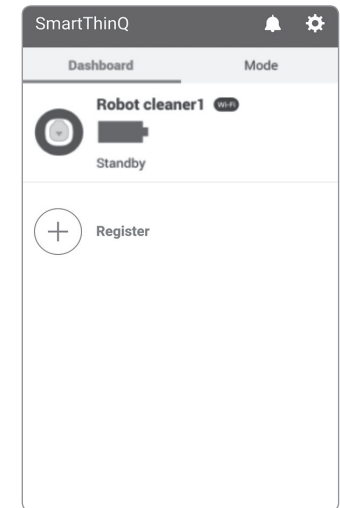 SmartThinQ
Dashboard Mode
Robot cleaner1 Wi-Fi
Standby
Register